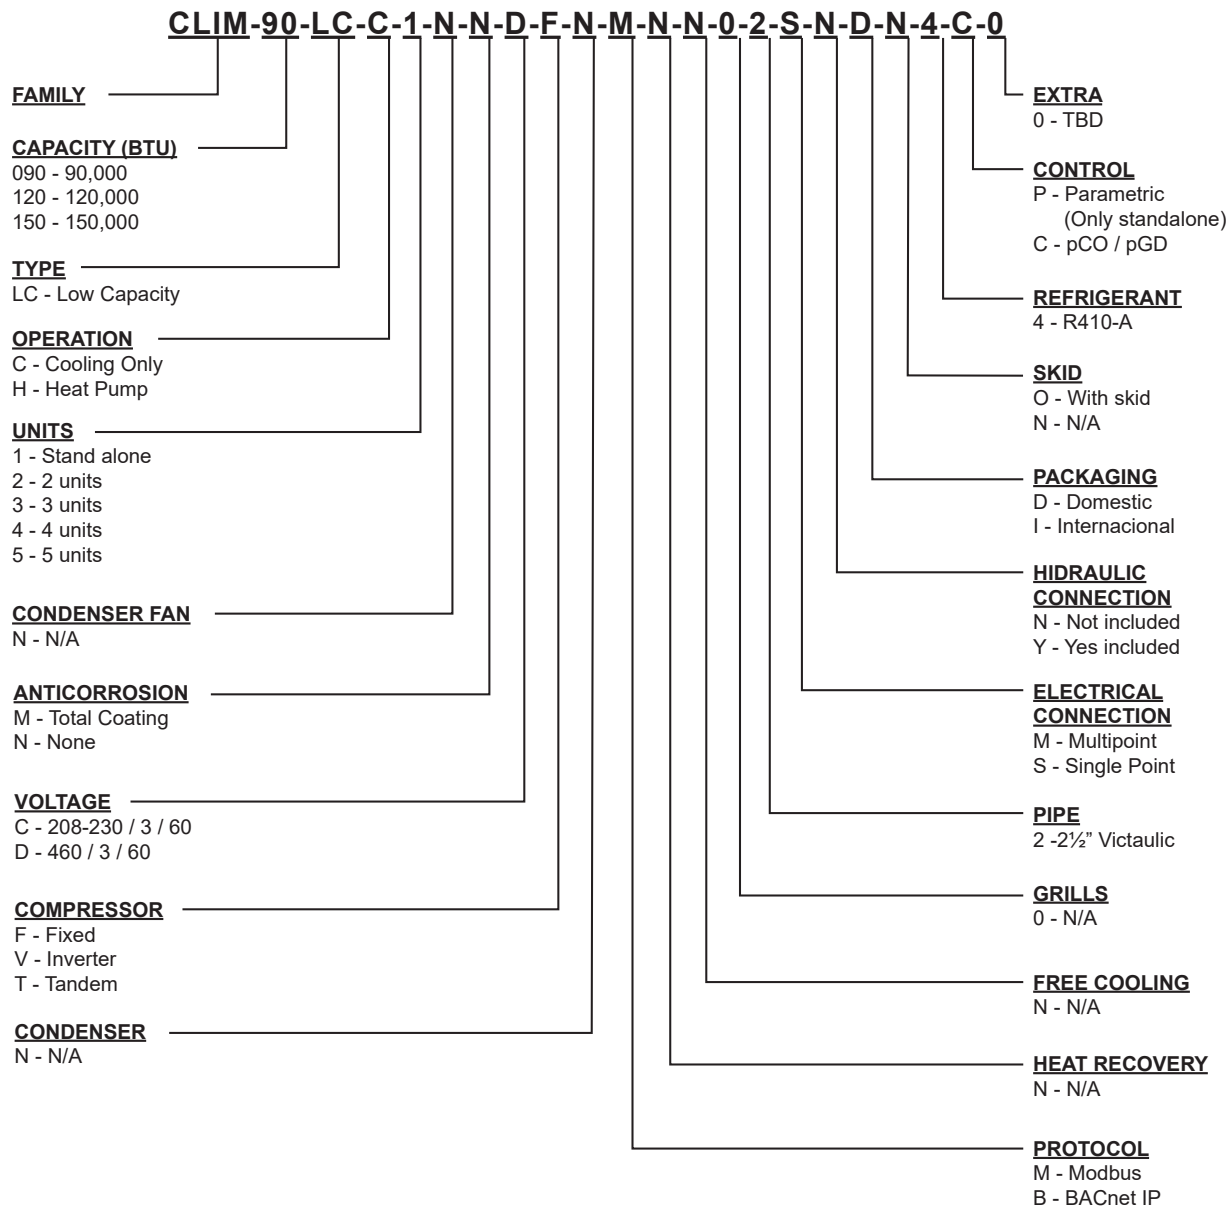 CLIM-90-LC-C-1-N-N-D-F-N-M-N-N-0-2-S-N-D-N-4-C-0
FAMILY
CAPACITY (BTU)
090 - 90,000
120 - 120,000
150 - 150,000
TYPE
LC - Low Capacity
OPERATION
C - Cooling Only
H - Heat Pump
UNITS
1 - Stand alone
2 - 2 units
3 - 3 units
4 - 4 units
5 - 5 units
CONDENSER FAN
N - N/A
ANTICORROSION
M - Total Coating
N - None
VOLTAGE
C - 208-230 / 3 / 60
D - 460 / 3 / 60
COMPRESSOR
F - Fixed
V - Inverter
T - Tandem
CONDENSER
N - N/A
EXTRA
0 - TBD
CONTROL
P - Parametric
(Only standalone)
C - pCO / pGD
REFRIGERANT
4 - R410-A
SKID
O - With skid
N - N/A
PACKAGING
D - Domestic
I - Internacional
HIDRAULIC
CONNECTION
N - Not included
Y - Yes included
ELECTRICAL
CONNECTION
M - Multipoint
S - Single Point
PIPE
2 -2½” Victaulic
GRILLS
0 - N/A
FREE COOLING
N - N/A
HEAT RECOVERY
N - N/A
PROTOCOL
M - Modbus
B - BACnet IP